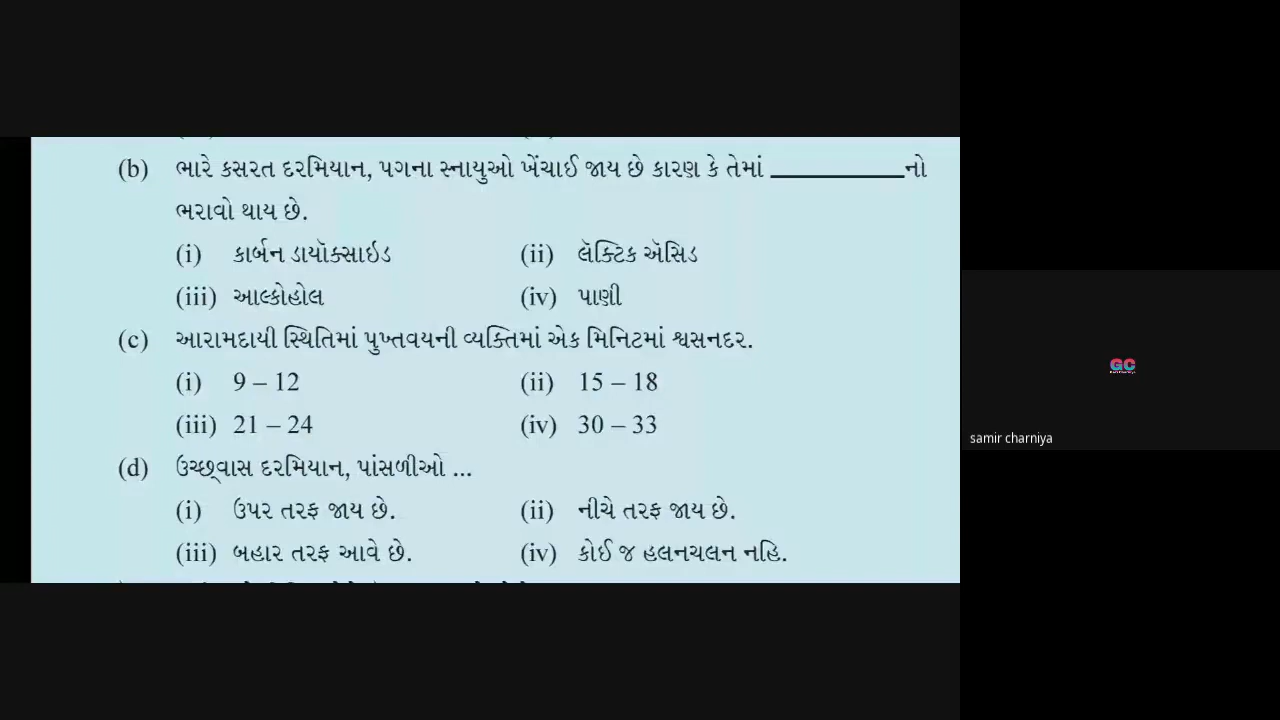 (b) ભારે કસરત દરમિયાન, પગના સ્નાયુઓ ખેંચાઈ જાય છે કારણ કે તેમાં __________નો
ભરાવો થાય છે.
(i) કાર્બન ડાયૉક્સાઇડ (ii) લૅક્ટિક ઍસિડ
(iii) આલ્કોહોલ (iv) પાણી
(c) આરામદાયી સ્થિતિમાં પુખ્તવયની વ્યક્તિમાં એક મિનિટમાં શ્વસનદર.
(i) 9 – 12 (ii) 15 – 18
(iii) 21 – 24 (iv) 30 – 33
(d) ઉચ્છ્વાસ દરમિયાન, પાંસળીઓ ...
(i) ઉપર તરફ જાય છે. (ii) નીચે તરફ જાય છે.
(iii) બહાર તરફ આવે છે. (iv) કોઈ જ હલનચલન નહિ.
GC
samir charniya